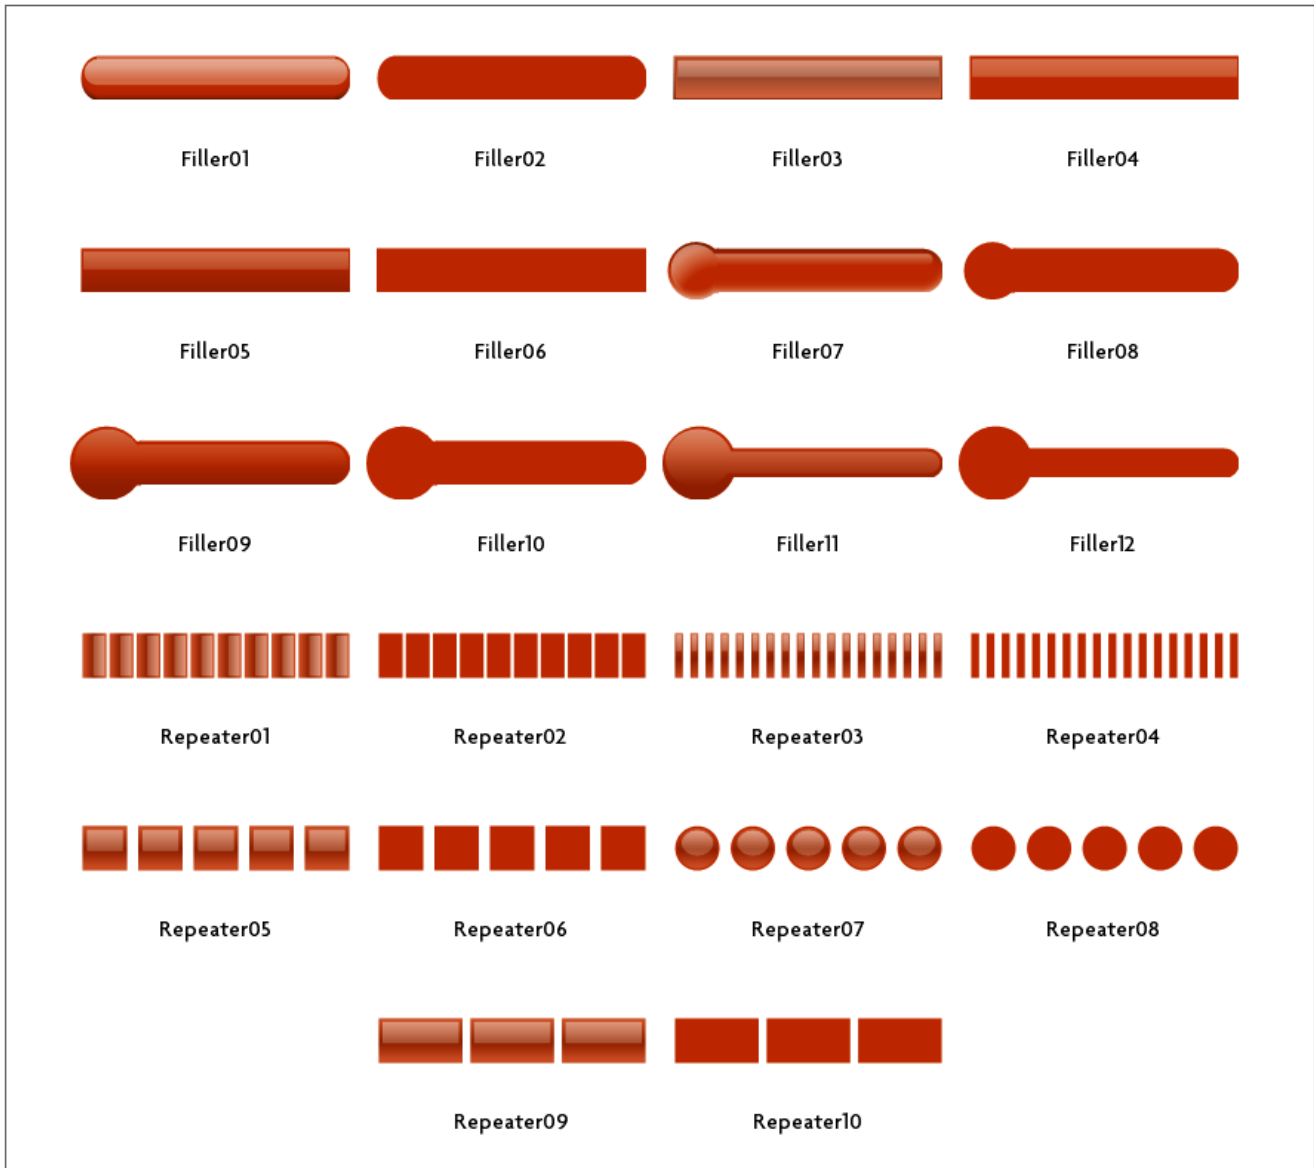 Filler01 Filler02 Filler03 Filler04
Filler05 Filler06 Filler07 Filler08
Filler09 Filler10 Filler11 Filler12
Repeater01 Repeater02 Repeater03 Repeater04
Repeater05 Repeater06 Repeater07 Repeater08
Repeater09 Repeater10